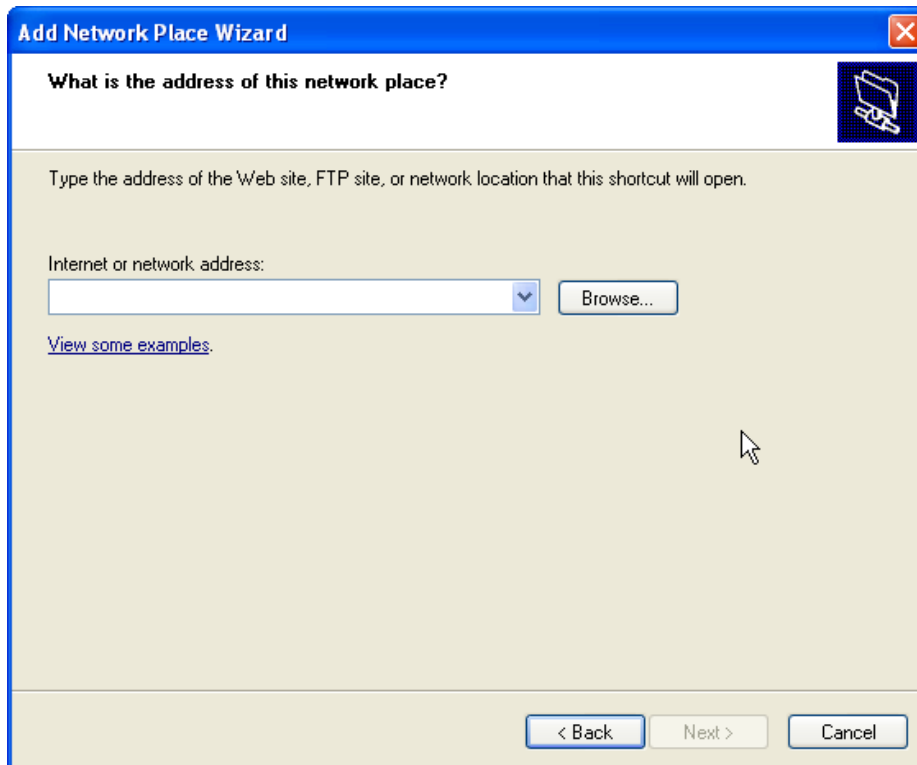 Add Network Place Wizard
What is the address of this network place?
Type the address of the Web site, FTP site, or network location that this shortcut will open.
Internet or network address:
Browse...
View some examples.
< Back
Next >
Cancel